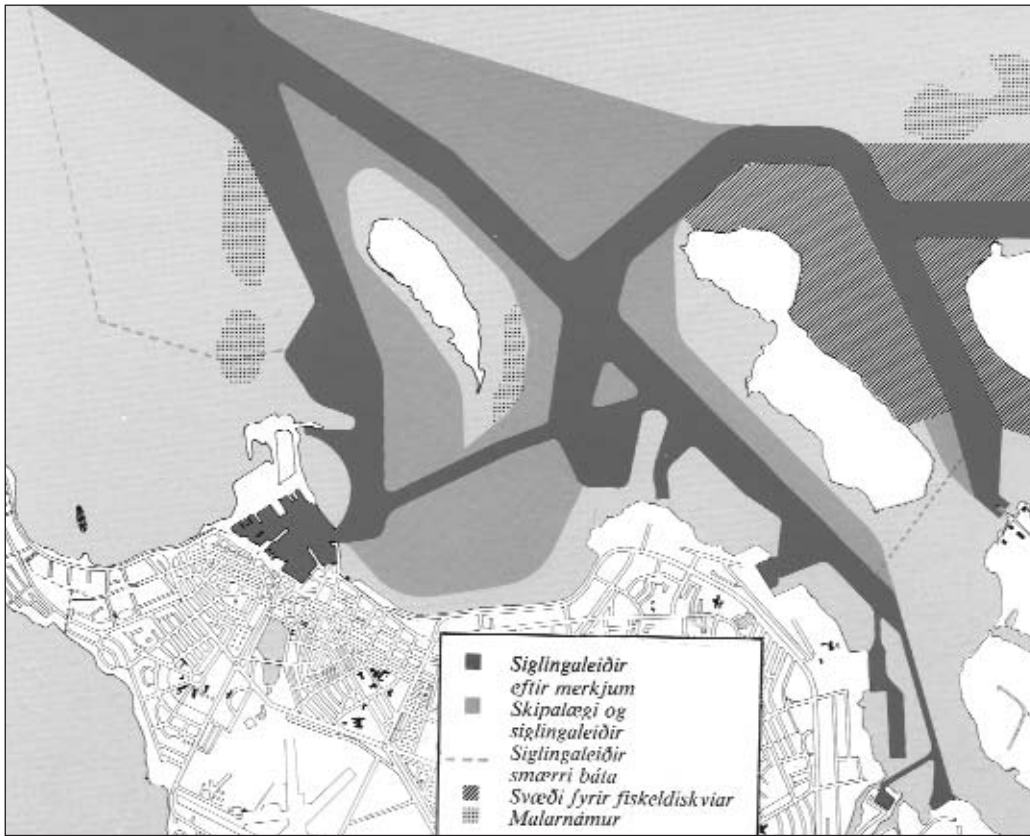 Siglingaleiðir
eftir merkjum
Skipalægi og
siglingaleiðir
Siglingaleiðir
smærri báta
Svæði fyrir fiskeldiskvíar
Malarnámur